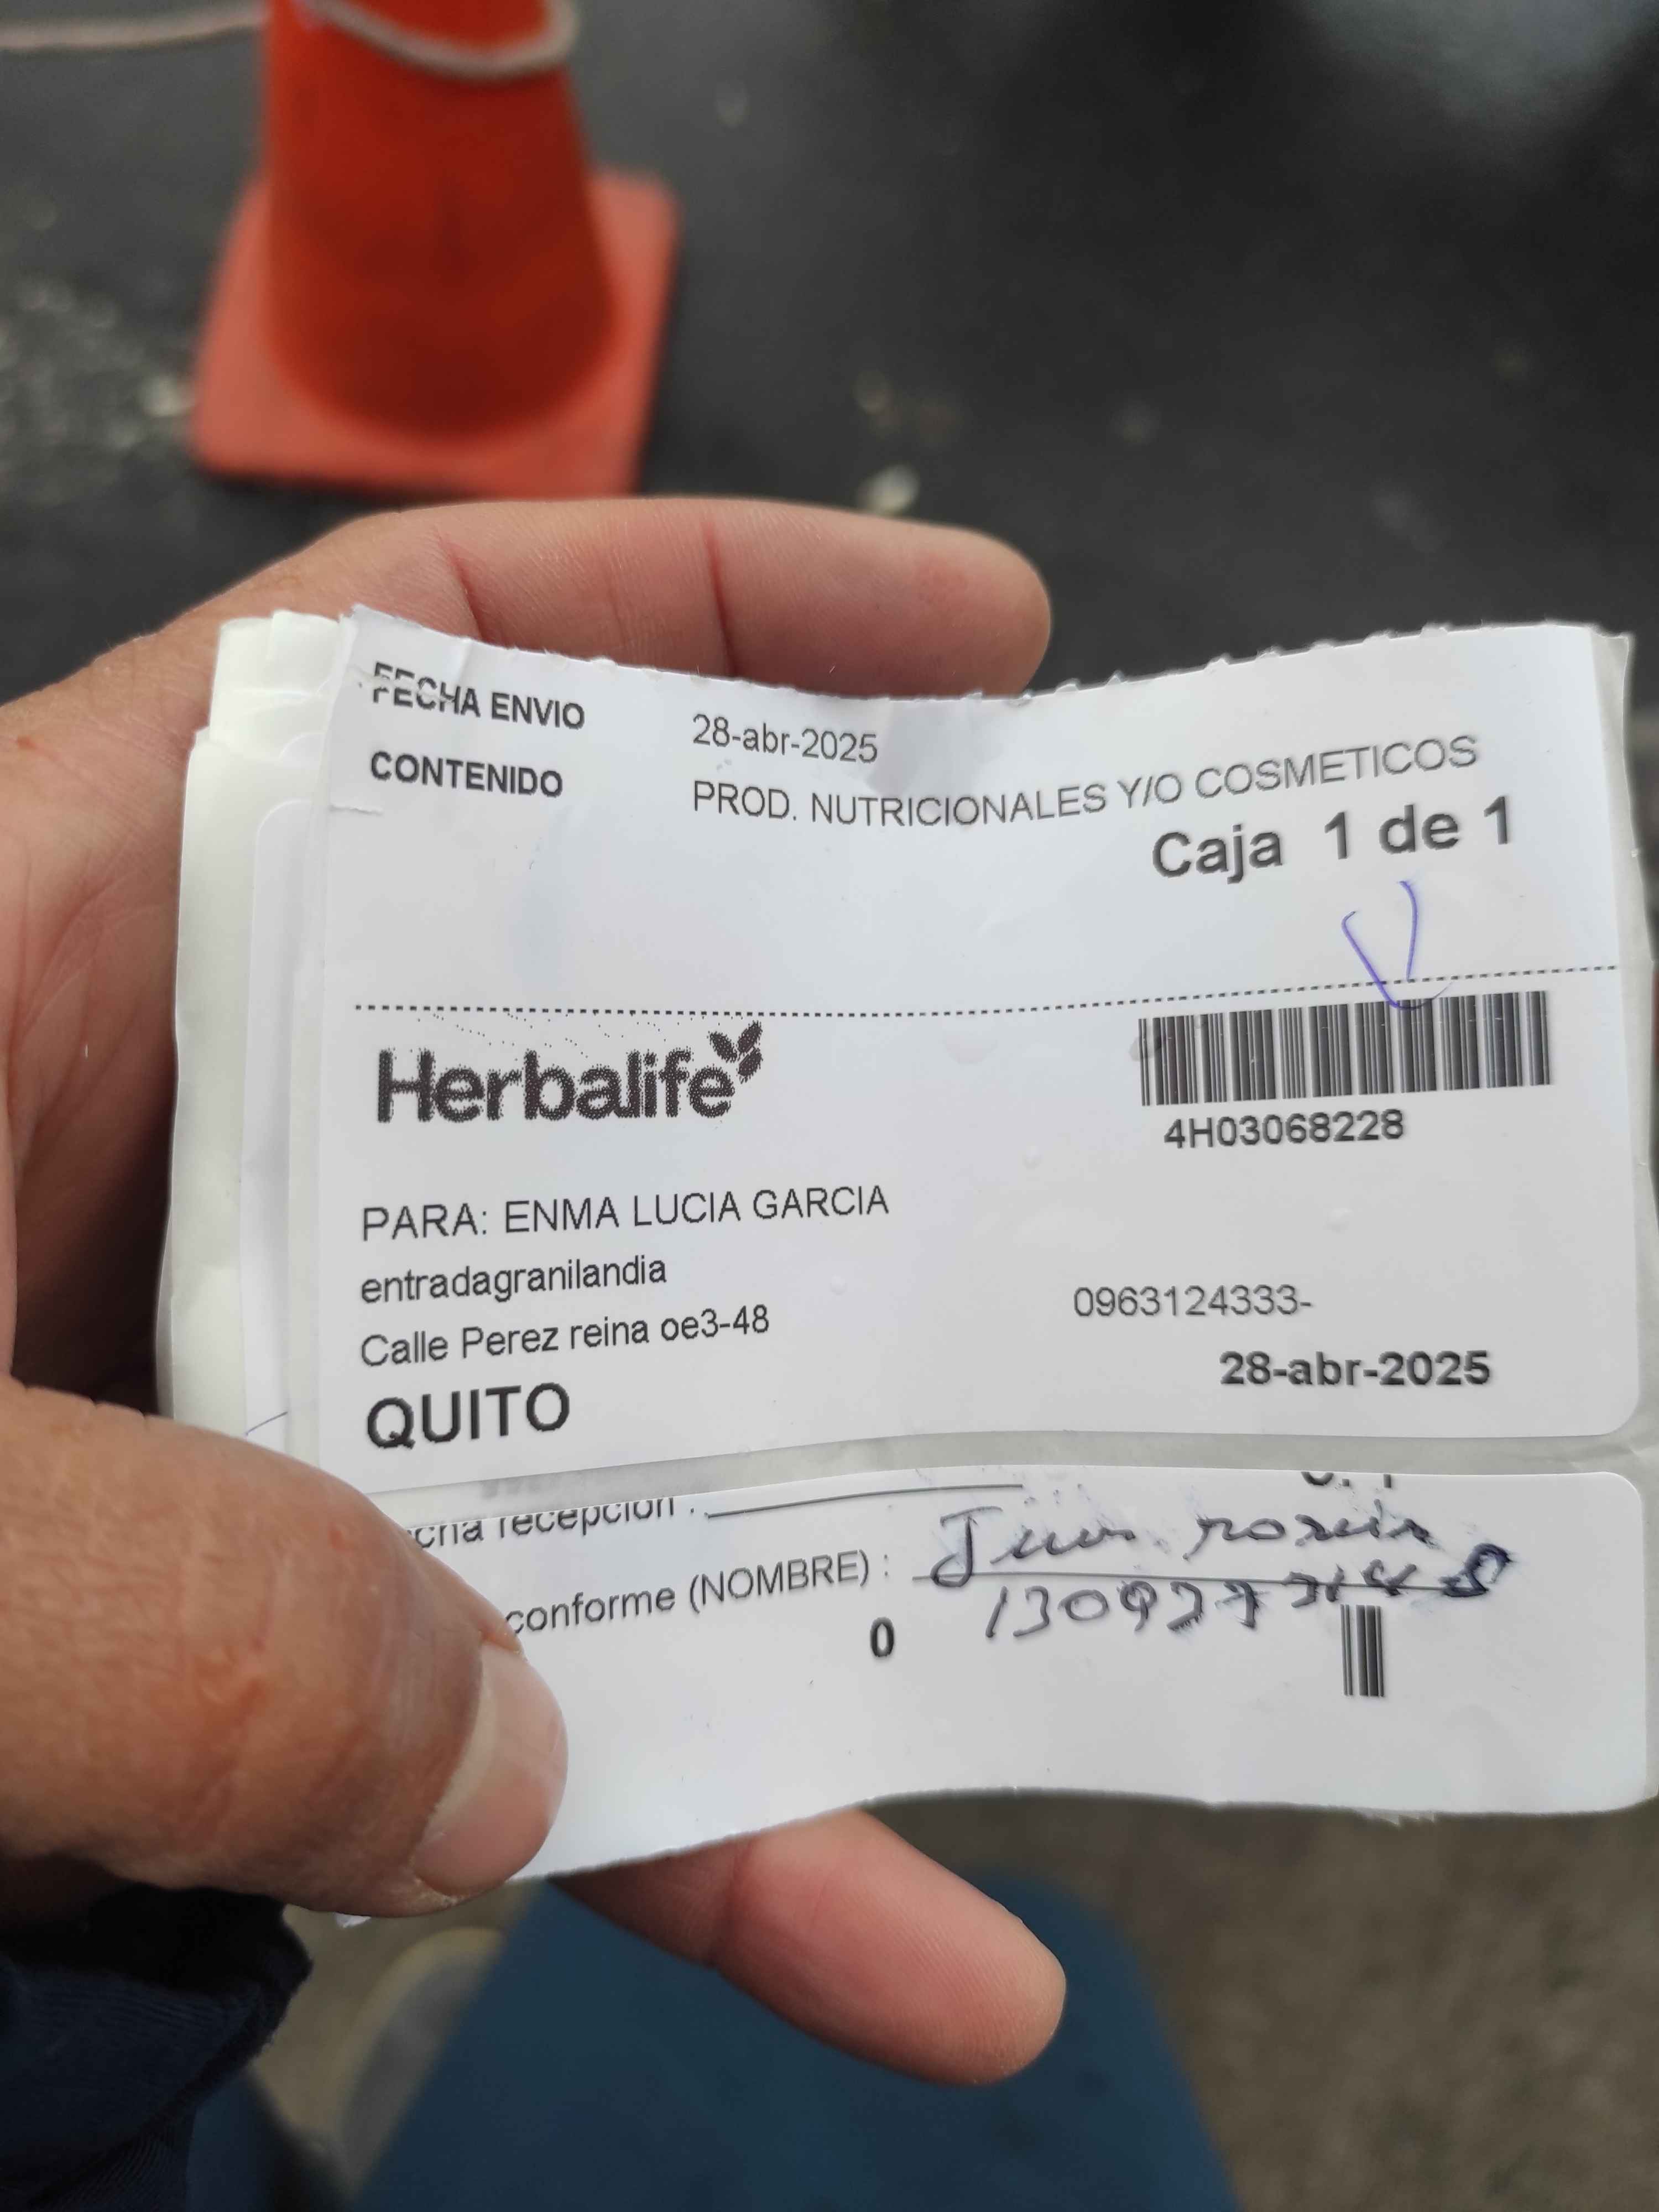 FECHA ENVIO 28-abr-2025
CONTENIDO PROD. NUTRICIONALES Y/O COSMETICOS
Caja 1 de 1
Herbalife
4H03068228
PARA: ENMA LUCIA GARCIA
entradagranilandia
0963124333-
Calle Perez reina oe3-48
28-abr-2025
QUITO
recepcion :
conforme (NOMBRE) :
0